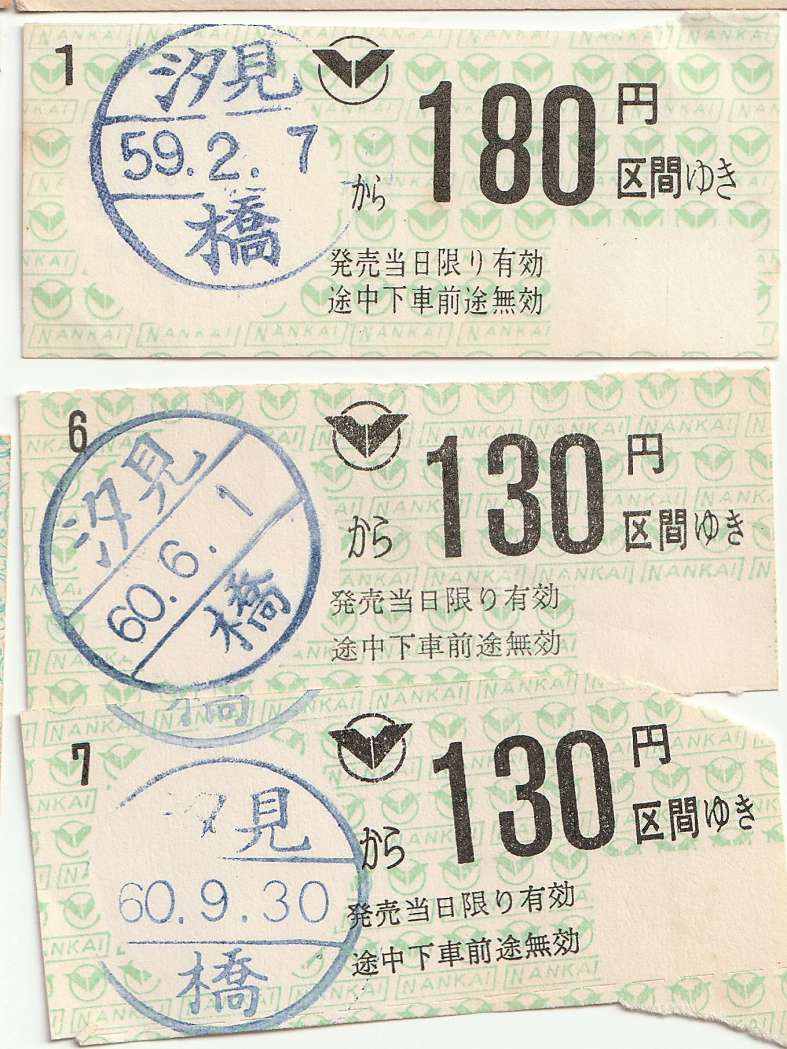 1
汐見
59.2.7
橋
から
180円
区間ゆき
発売当日限り有効
途中下車前途無効
6
汐見
60.6.1
橋
から
130円
区間ゆき
発売当日限り有効
途中下車前途無効
橋
7
汐見
60.9.30
橋
から
130円
区間ゆき
発売当日限り有効
途中下車前途無効
NANKAI